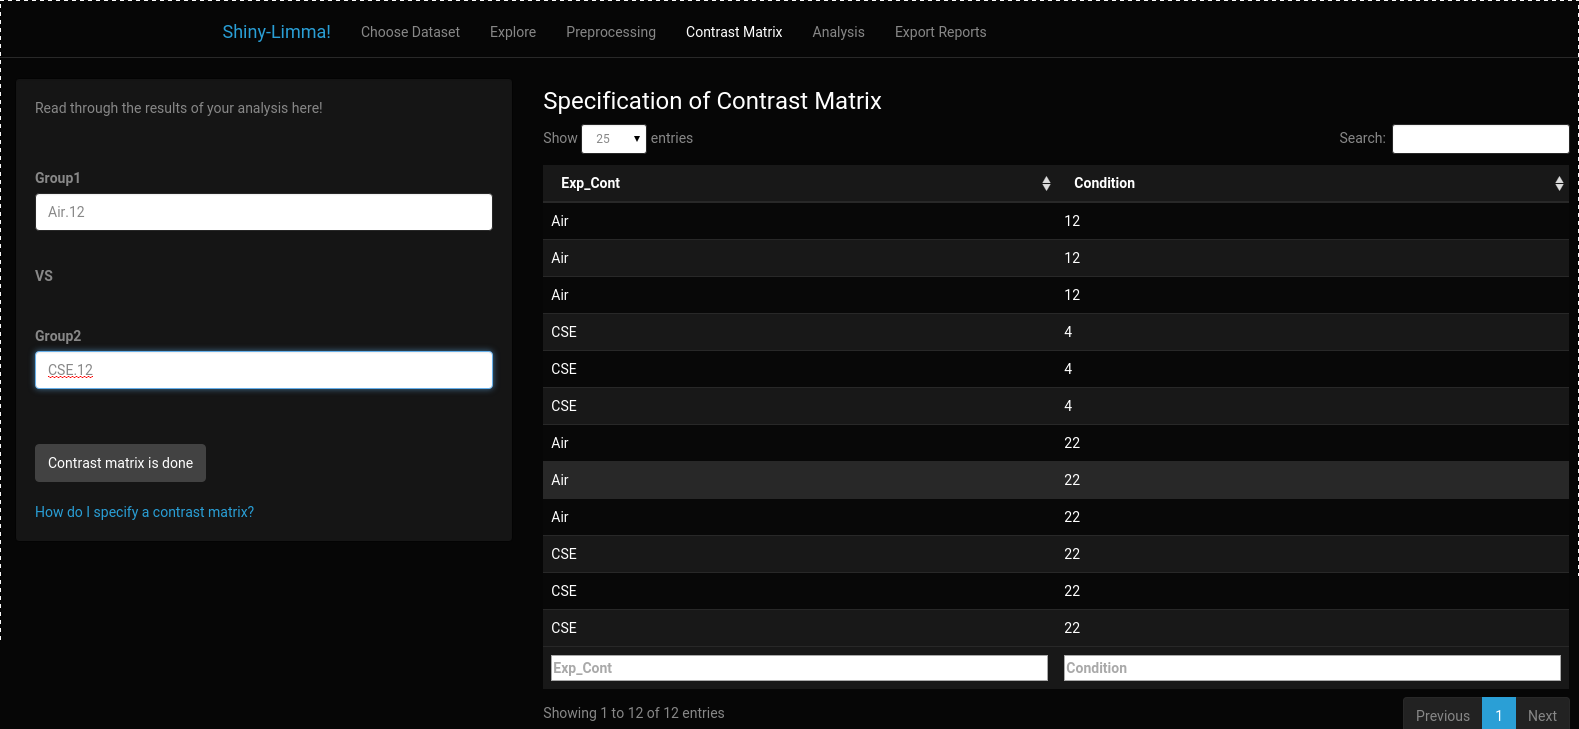 Shiny-Limma! Choose Dataset Explore Preprocessing Contrast Matrix Analysis Export Reports
Read through the results of your analysis here!
Group1
Air.12
VS
Group2
CSE.12
Contrast matrix is done
How do I specify a contrast matrix?
Specification of Contrast Matrix
Show 25 entries Search:
Exp_Cont Condition
Air 12
Air 12
Air 12
CSE 4
CSE 4
CSE 4
Air 22
Air 22
Air 22
CSE 22
CSE 22
CSE 22
Exp_Cont Condition
Showing 1 to 12 of 12 entries Previous 1 Next